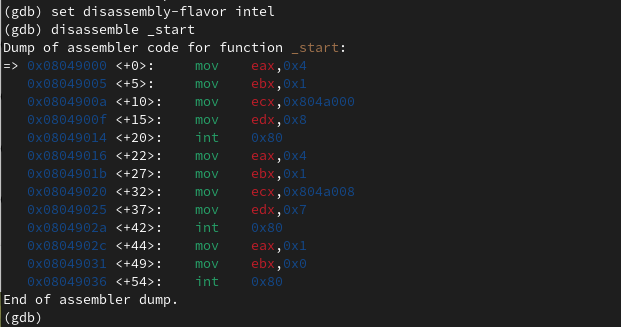 (gdb) set disassembly-flavor intel
(gdb) disassemble _start
Dump of assembler code for function _start:
=> 0x08049000 <+0>:     mov    eax,0x4
   0x08049005 <+5>:     mov    ebx,0x1
   0x0804900a <+10>:    mov    ecx,0x804a000
   0x0804900f <+15>:    mov    edx,0x8
   0x08049014 <+20>:    int    0x80
   0x08049016 <+22>:    mov    eax,0x4
   0x0804901b <+27>:    mov    ebx,0x1
   0x08049020 <+32>:    mov    ecx,0x804a008
   0x08049025 <+37>:    mov    edx,0x7
   0x0804902a <+42>:    int    0x80
   0x0804902c <+44>:    mov    eax,0x1
   0x08049031 <+49>:    mov    ebx,0x0
   0x08049036 <+54>:    int    0x80
End of assembler dump.
(gdb)